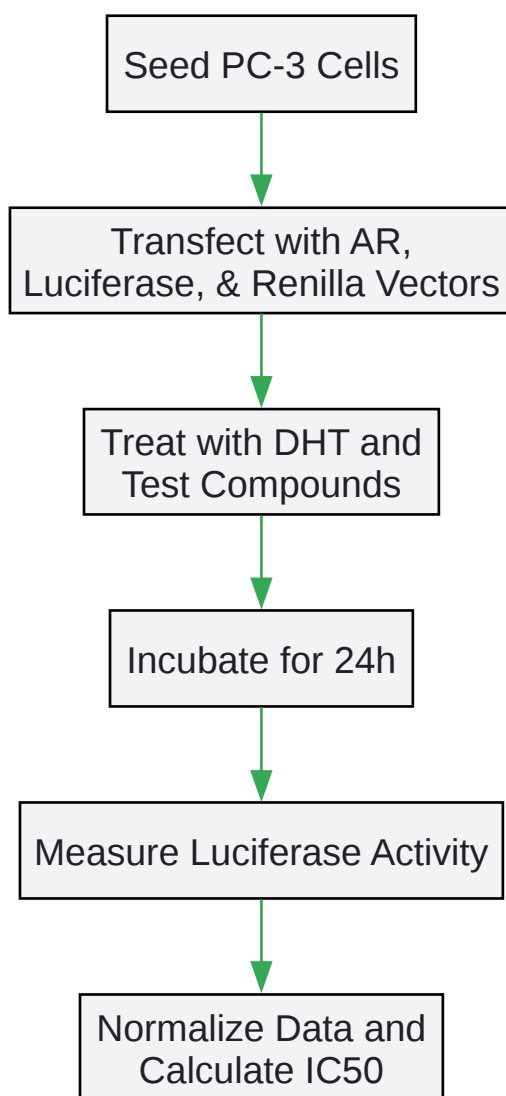 Seed PC-3 Cells
Transfect with AR,
Luciferase, & Renilla Vectors
Treat with DHT and
Test Compounds
Incubate for 24h
Measure Luciferase Activity
Normalize Data and
Calculate IC50